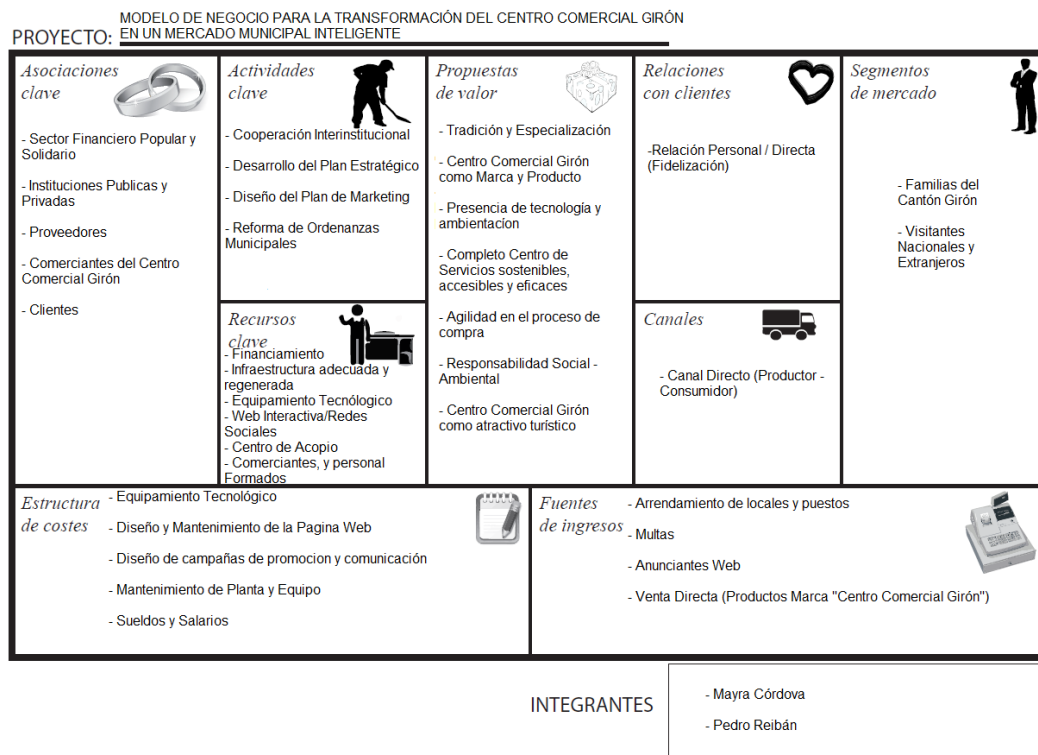 MODELO DE NEGOCIO PARA LA TRANSFORMACIÓN DEL CENTRO COMERCIAL GIRÓN
PROYECTO: EN UN MERCADO MUNICIPAL INTELIGENTE
Asociaciones
clave
- Sector Financiero Popular y
Solidario
- Instituciones Publicas y
Privadas
- Proveedores
- Comerciantes del Centro
Comercial Girón
- Clientes
Actividades
clave
- Cooperación Interinstitucional
- Desarrollo del Plan Estratégico
- Diseño del Plan de Marketing
- Reforma de Ordenanzas
Municipales
Recursos
clave
- Financiamiento
- Infraestructura adecuada y
regenerada
- Equipamiento Tecnólogico
- Web Interactiva/Redes
Sociales
- Centro de Acopio
- Comerciantes, y personal
Formados
Propuestas
de valor
- Tradición y Especialización
- Centro Comercial Girón
como Marca y Producto
- Presencia de tecnología y
ambientacíon
- Completo Centro de
Servicios sostenibles,
accesibles y eficaces
- Agilidad en el proceso de
compra
- Responsabilidad Social -
Ambiental
- Centro Comercial Girón
como atractivo turístico
Relaciones
con clientes
-Relación Personal / Directa
(Fidelización)
Canales
- Canal Directo (Productor -
Consumidor)
Segmentos
de mercado
- Familias del
Cantón Girón
- Visitantes
Nacionales y
Extranjeros
Estructura
de costes
- Equipamiento Tecnológico
- Diseño y Mantenimiento de la Pagina Web
- Diseño de campañas de promocion y comunicación
- Mantenimiento de Planta y Equipo
- Sueldos y Salarios
Fuentes
de ingresos
- Arrendamiento de locales y puestos
- Multas
- Anunciantes Web
- Venta Directa (Productos Marca "Centro Comercial Girón")
INTEGRANTES
- Mayra Córdova
- Pedro Reibán